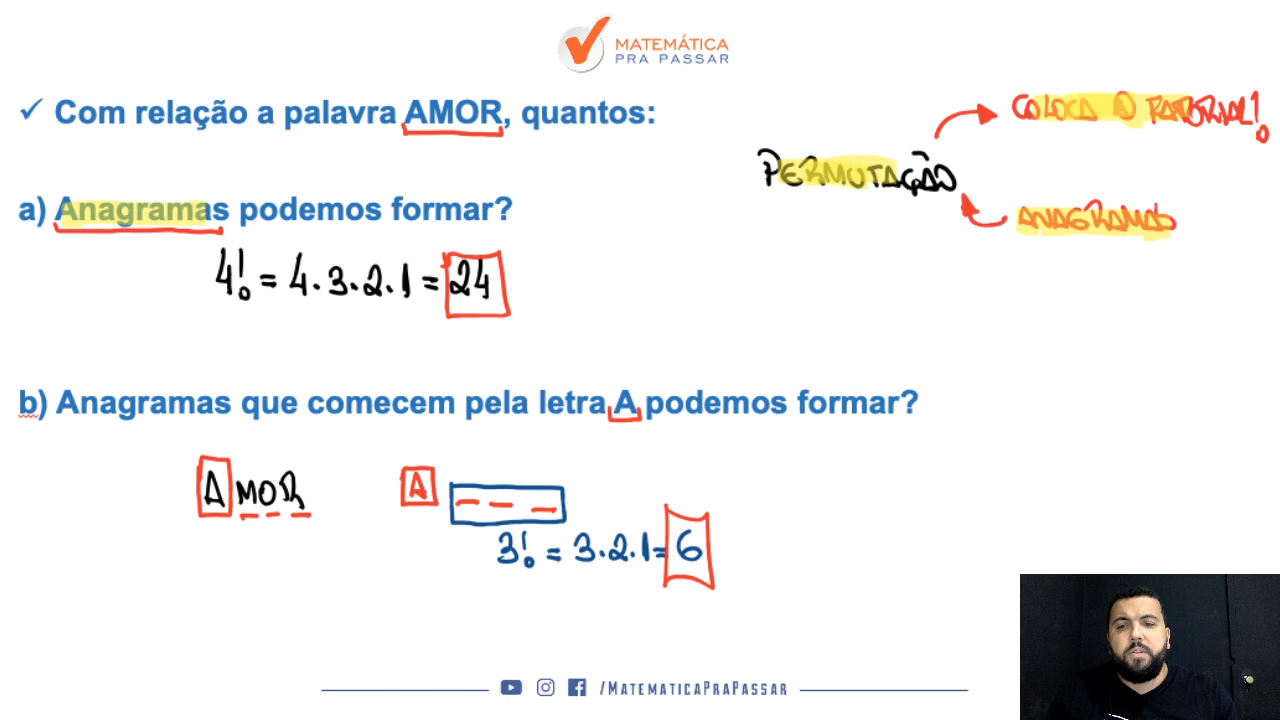 MATEMÁTICA
PRA PASSAR
✓ Com relação a palavra AMOR, quantos:
COLOCA O FATORIAL!
PERMUTAÇÃO
a) Anagramas podemos formar?
ANAGRAMAS
4! = 4.3.2.1 = 24
b) Anagramas que comecem pela letra A podemos formar?
AMOR A _ _ _
3! = 3.2.1 = 6
/MATEMATICAPRAPASSAR